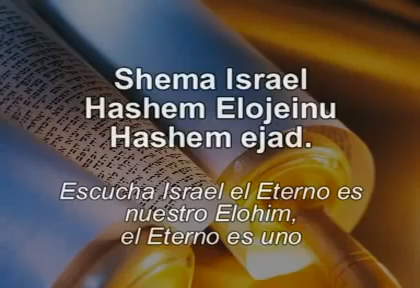 Shema Israel
Hashem Elojeinu
Hashem ejad.
Escucha Israel el Eterno es
nuestro Elohim,
el Eterno es uno